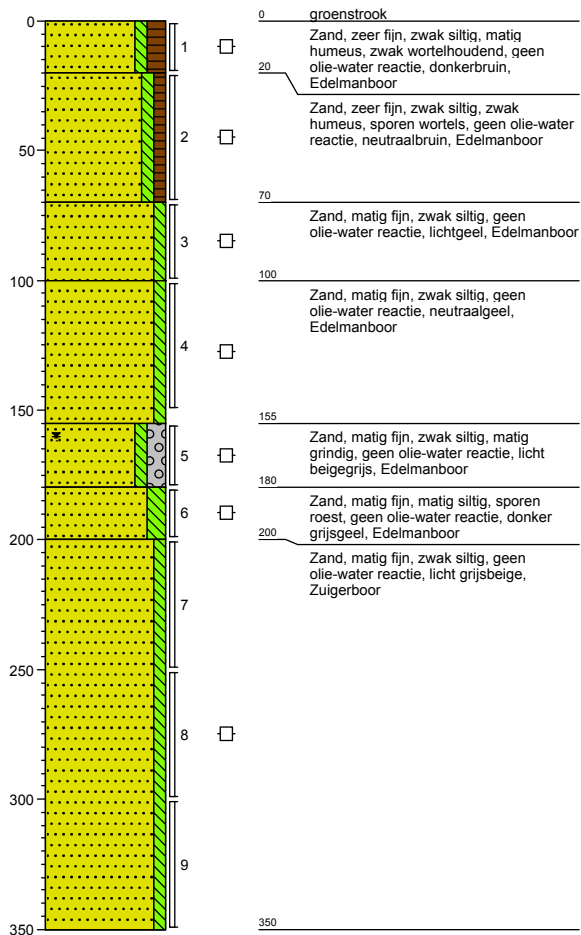 0
50
100
150
200
250
300
350
1
2
3
4
5
6
7
8
9
0
groenstrook
Zand, zeer fijn, zwak siltig, matig
humeus, zwak wortelhoudend, geen
olie-water reactie, donkerbruin,
Edelmanboor
20
Zand, zeer fijn, zwak siltig, zwak
humeus, sporen wortels, geen olie-water
reactie, neutraalbruin, Edelmanboor
70
Zand, matig fijn, zwak siltig, geen
olie-water reactie, lichtgeel, Edelmanboor
100
Zand, matig fijn, zwak siltig, geen
olie-water reactie, neutraalgeel,
Edelmanboor
155
Zand, matig fijn, zwak siltig, matig
grindig, geen olie-water reactie, licht
beigegrijs, Edelmanboor
180
Zand, matig fijn, matig siltig, sporen
roest, geen olie-water reactie, donker
grijsgeel, Edelmanboor
200
Zand, matig fijn, zwak siltig, geen
olie-water reactie, licht grijsbeige,
Zuigerboor
350